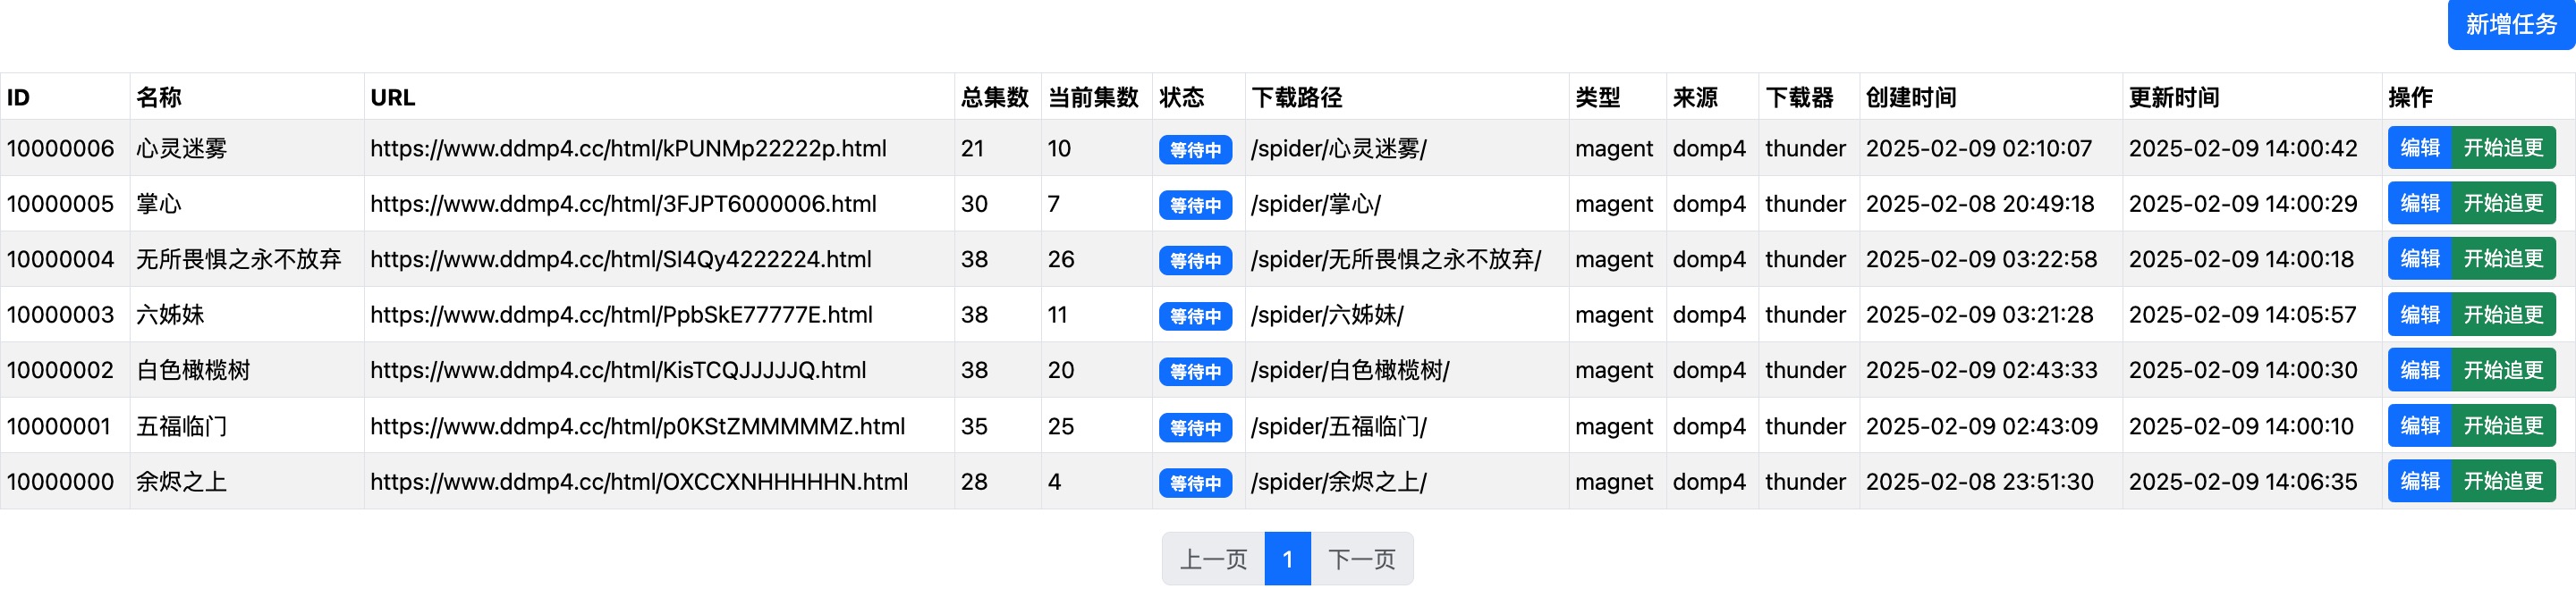 新增任务
ID 名称 URL 总集数 当前集数 状态 下载路径 类型 来源 下载器 创建时间 更新时间 操作
10000006 心灵迷雾 https://www.ddmp4.cc/html/kPUNMp22222p.html 21 10 等待中 /spider/心灵迷雾/ magent domp4 thunder 2025-02-09 02:10:07 2025-02-09 14:00:42 编辑 开始追更
10000005 掌心 https://www.ddmp4.cc/html/3FJPT6000006.html 30 7 等待中 /spider/掌心/ magent domp4 thunder 2025-02-08 20:49:18 2025-02-09 14:00:29 编辑 开始追更
10000004 无所畏惧之永不放弃 https://www.ddmp4.cc/html/SI4Qy4222224.html 38 26 等待中 /spider/无所畏惧之永不放弃/ magent domp4 thunder 2025-02-09 03:22:58 2025-02-09 14:00:18 编辑 开始追更
10000003 六姊妹 https://www.ddmp4.cc/html/PpbSkE77777E.html 38 11 等待中 /spider/六姊妹/ magent domp4 thunder 2025-02-09 03:21:28 2025-02-09 14:05:57 编辑 开始追更
10000002 白色橄榄树 https://www.ddmp4.cc/html/KisTCQJJJJJQ.html 38 20 等待中 /spider/白色橄榄树/ magent domp4 thunder 2025-02-09 02:43:33 2025-02-09 14:00:30 编辑 开始追更
10000001 五福临门 https://www.ddmp4.cc/html/p0KStZMMMMMZ.html 35 25 等待中 /spider/五福临门/ magent domp4 thunder 2025-02-09 02:43:09 2025-02-09 14:00:10 编辑 开始追更
10000000 余烬之上 https://www.ddmp4.cc/html/OXCCXNHHHHHN.html 28 4 等待中 /spider/余烬之上/ magnet domp4 thunder 2025-02-08 23:51:30 2025-02-09 14:06:35 编辑 开始追更
上一页 1 下一页